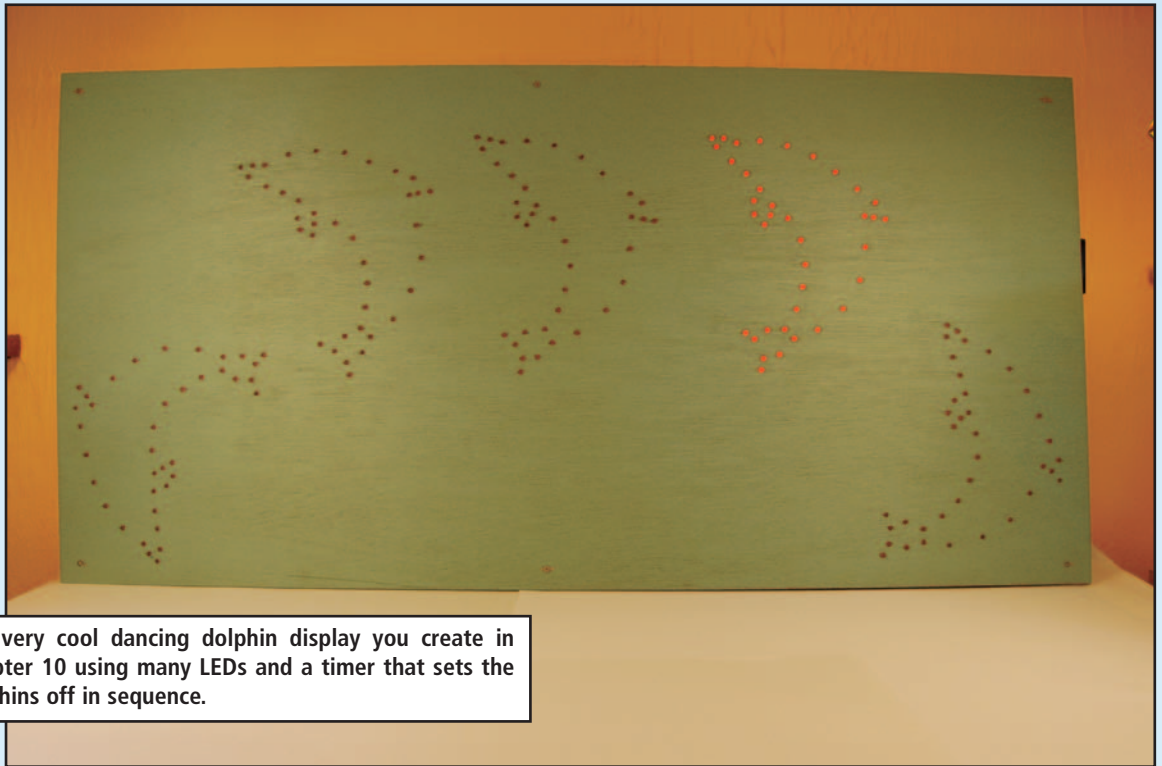 very cool dancing dolphin display you create in
10 using many LEDs and a timer that sets the
off in sequence.